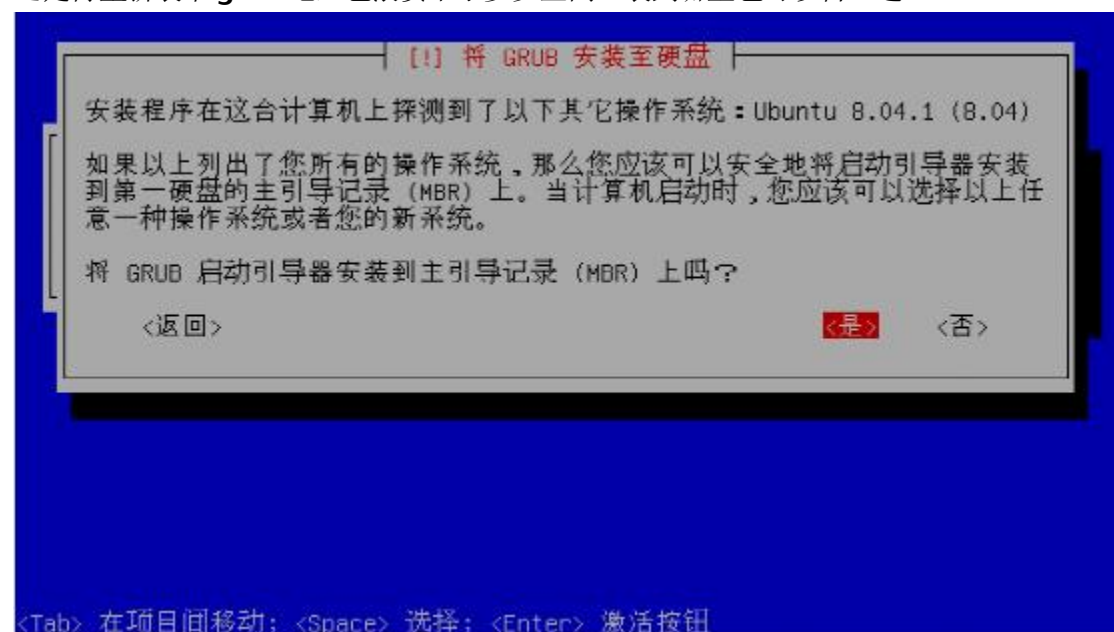 [!] 将 GRUB 安装至硬盘
安装程序在这台计算机上探测到了以下其它操作系统：Ubuntu 8.04.1 (8.04)
如果以上列出了您所有的操作系统，那么您应该可以安全地将启动引导器安装
到第一硬盘的主引导记录 (MBR) 上。当计算机启动时，您应该可以选择以上任
意一种操作系统或者您的新系统。
将 GRUB 启动引导器安装到主引导记录 (MBR) 上吗？
<返回> <是> <否>
<Tab> 在项目间移动; <Space> 选择; <Enter> 激活按钮